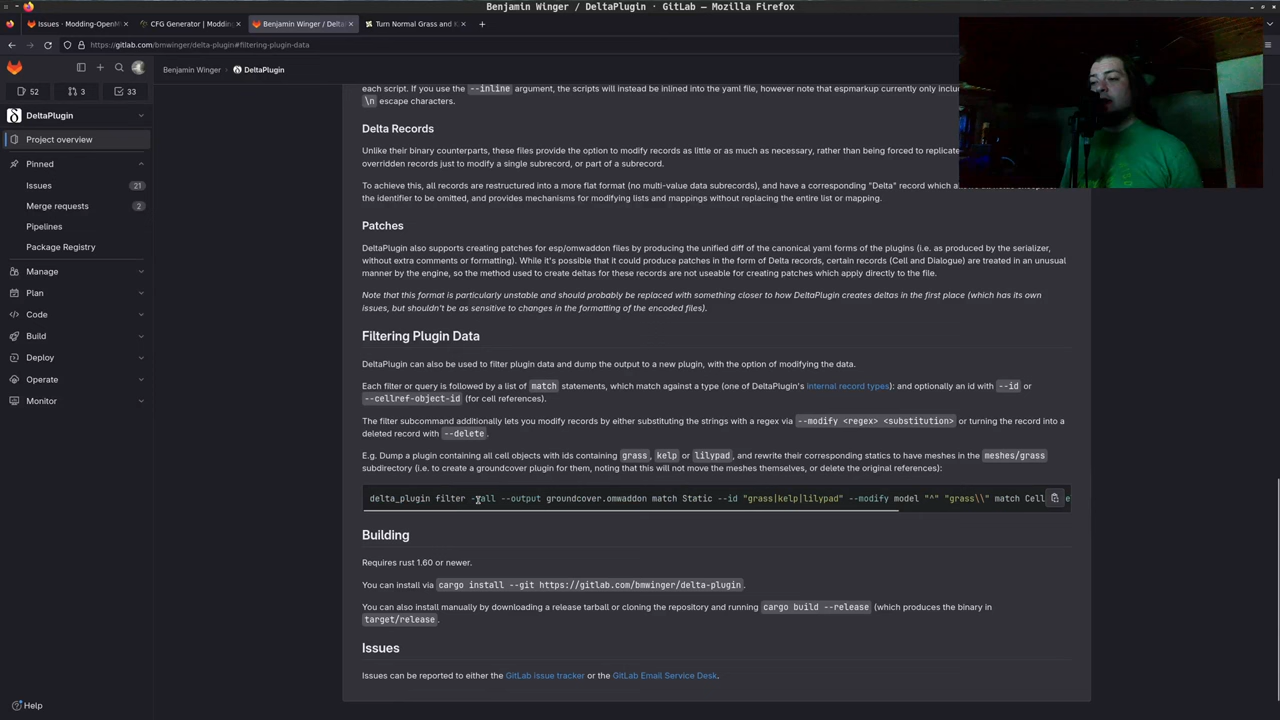 Benjamin Winger / DeltaPlugin · GitLab — Mozilla Firefox
Issues · Modding-OpenM
CFG Generator | Moddin
Benjamin Winger / Delta
Turn Normal Grass and K
https://gitlab.com/bmwinger/delta-plugin#filtering-plugin-data
Benjamin Winger / DeltaPlugin
52
3
33
DeltaPlugin
Project overview
Pinned
Issues 21
Merge requests 2
Pipelines
Package Registry
Manage
Plan
Code
Build
Deploy
Operate
Monitor
Help
each script. If you use the --inline argument, the scripts will instead be inlined into the yaml file, however note that espmarkup currently only
\n escape characters.
Delta Records
Unlike their binary counterparts, these files provide the option to modify records as little or as much as necessary, rather than being forced to
overridden records just to modify a single subrecord, or part of a subrecord.
To achieve this, all records are restructured into a more flat format (no multi-value data subrecords), and have a corresponding "Delta" record which
the identifier to be omitted, and provides mechanisms for modifying lists and mappings without replacing the entire list or mapping.
Patches
DeltaPlugin also supports creating patches for esp/omwaddon files by producing the unified diff of the canonical yaml forms of the plugins (i.e. as produced by the serializer,
without extra comments or formatting). While it's possible that it could produce patches in the form of Delta records, certain records (Cell and Dialogue) are treated in an unusual
manner by the engine, so the method used to create deltas for these records are not useable for creating patches which apply directly to the file.
Note that this format is particularly unstable and should probably be replaced with something closer to how DeltaPlugin creates deltas in the first place (which has its own
issues, but shouldn't be as sensitive to changes in the formatting of the encoded files).
Filtering Plugin Data
DeltaPlugin can also be used to filter plugin data and dump the output to a new plugin, with the option of modifying the data.
Each filter or query is followed by a list of match statements, which match against a type (one of DeltaPlugin's internal record types): and optionally an id with --id or
--cellref-object-id (for cell references).
The filter subcommand additionally lets you modify records by either substituting the strings with a regex via --modify <regex> <substitution> or turning the record into a
deleted record with --delete.
E.g. Dump a plugin containing all cell objects with ids containing grass, kelp or lilypad, and rewrite their corresponding statics to have meshes in the meshes/grass
subdirectory (i.e. to create a groundcover plugin for them, noting that this will not move the meshes themselves, or delete the original references):
delta_plugin filter --all --output groundcover.omwaddon match Static --id "grass|kelp|lilypad" --modify model "^" "grass\\" match Cell
Building
Requires rust 1.60 or newer.
You can install via cargo install --git https://gitlab.com/bmwinger/delta-plugin.
You can also install manually by downloading a release tarball or cloning the repository and running cargo build --release (which produces the binary in
target/release.
Issues
Issues can be reported to either the GitLab issue tracker or the GitLab Email Service Desk.